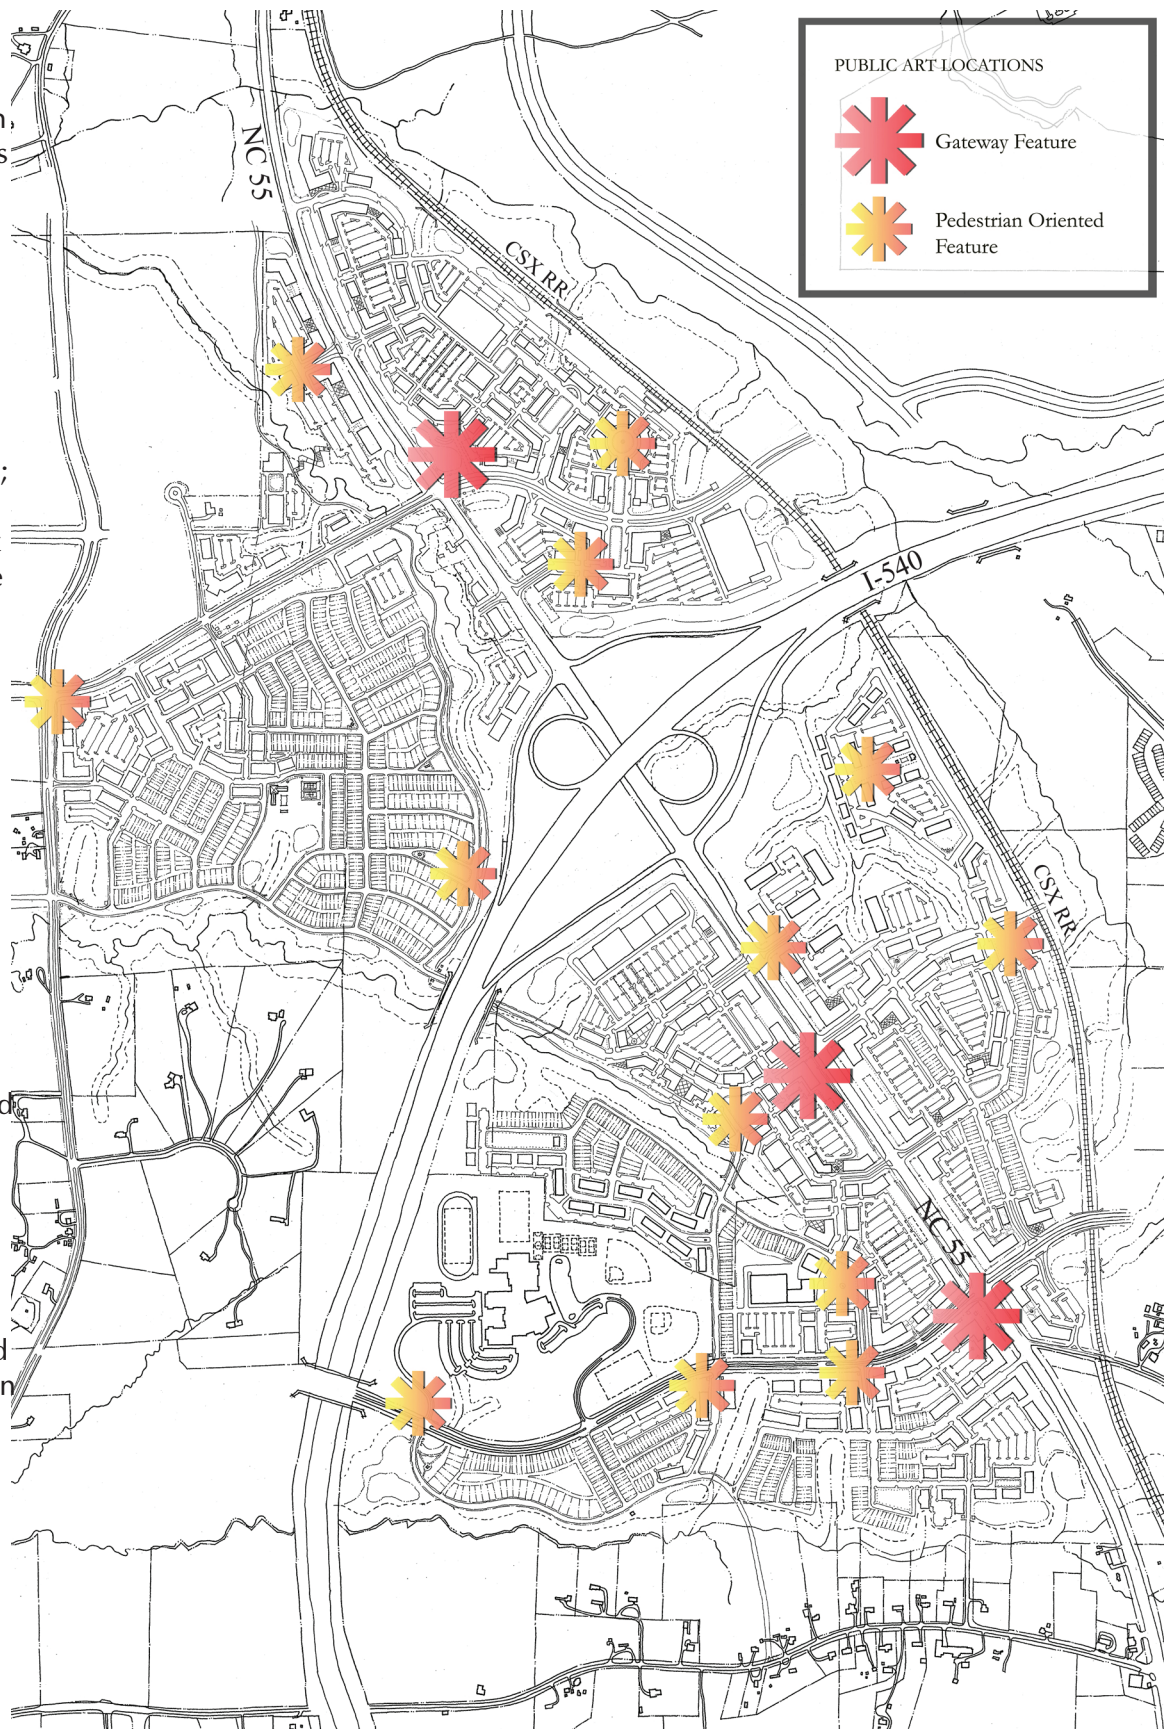 PUBLIC ART LOCATIONS
Gateway Feature
Pedestrian Oriented
Feature
NC 55
CSX RR
I-540
CSX RR
NC 55